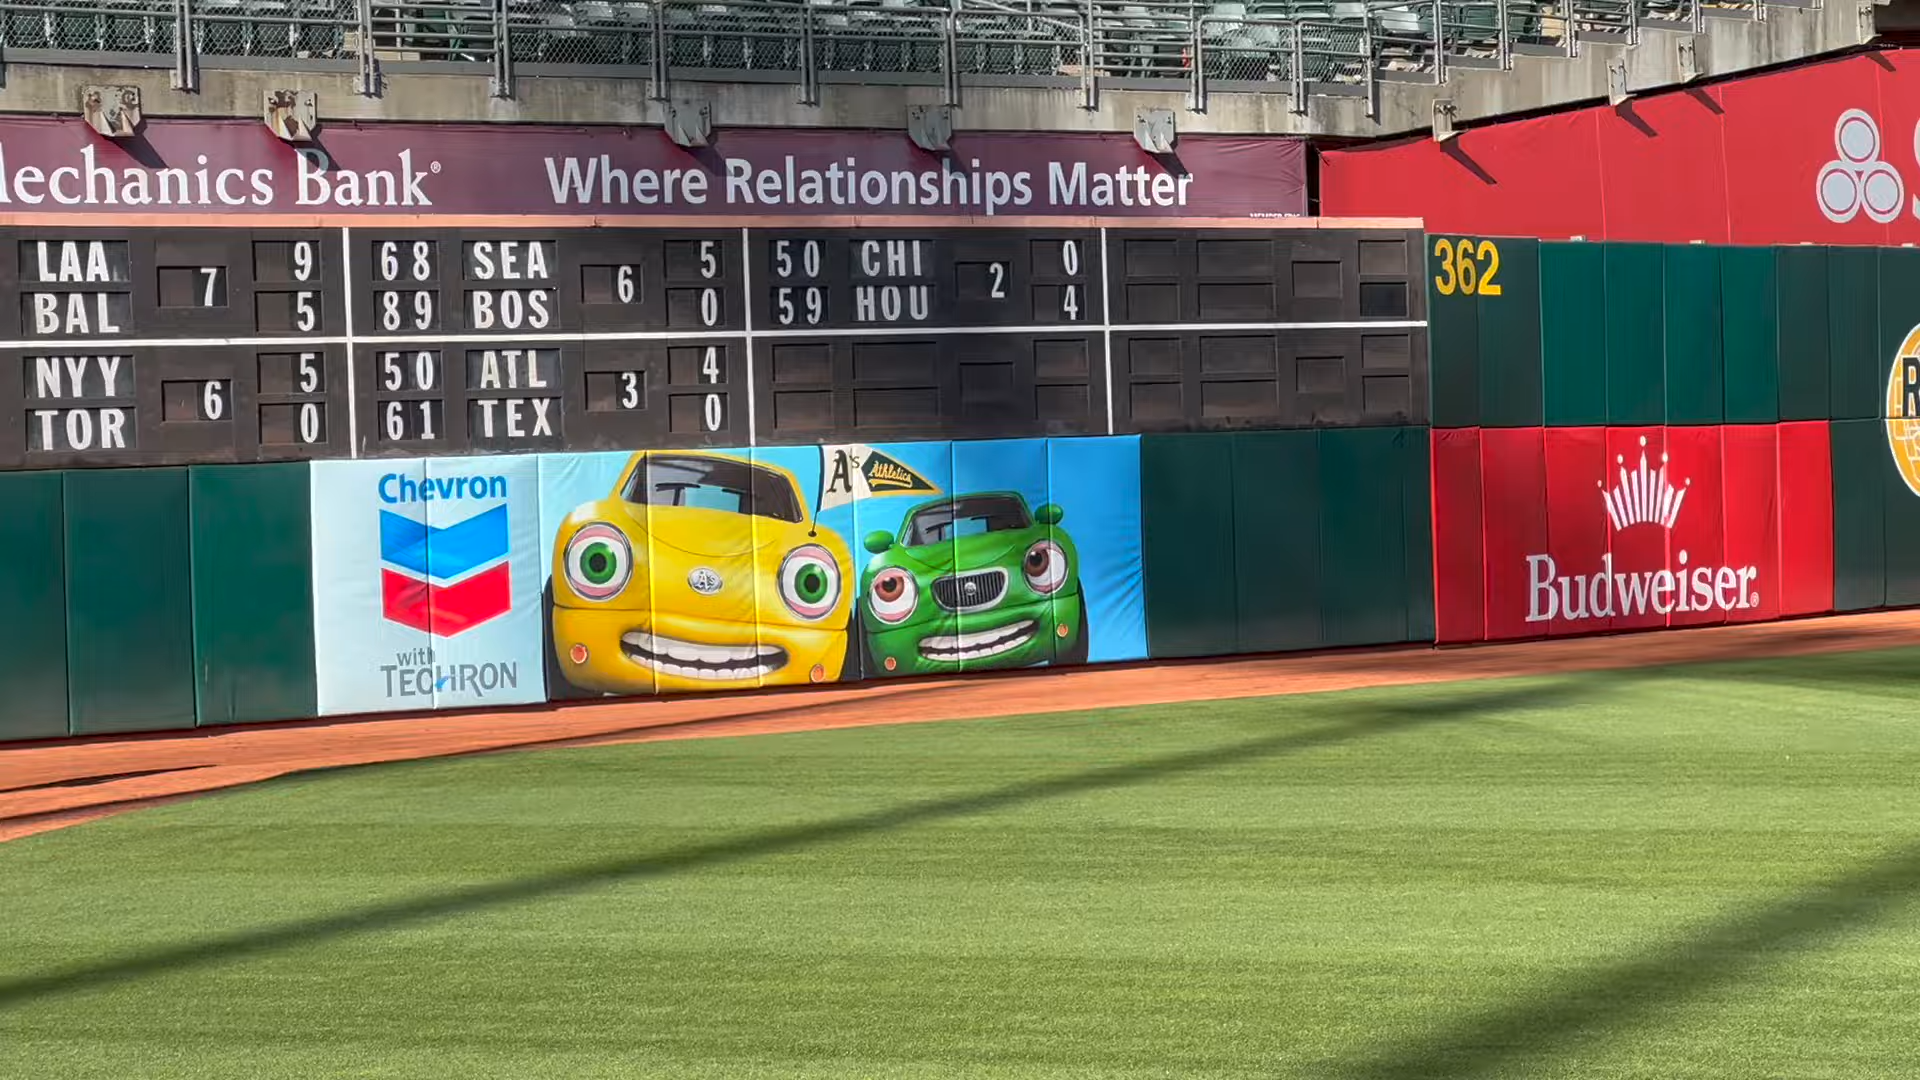 Mechanics Bank® Where Relationships Matter
LAA 7 9 68 SEA 6 5 50 CHI 2 0
BAL 5 89 BOS 0 59 HOU 4
NYY 6 5 50 ATL 3 4
TOR 0 61 TEX 0
362
Chevron
with
TECHRON
A's
Athletics
A's
Budweiser®
R